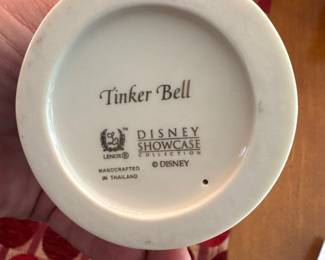 Tinker Bell
DISNEY
SHOWCASE
COLLECTION
LENOX®
© DISNEY
HANDCRAFTED
IN THAILAND